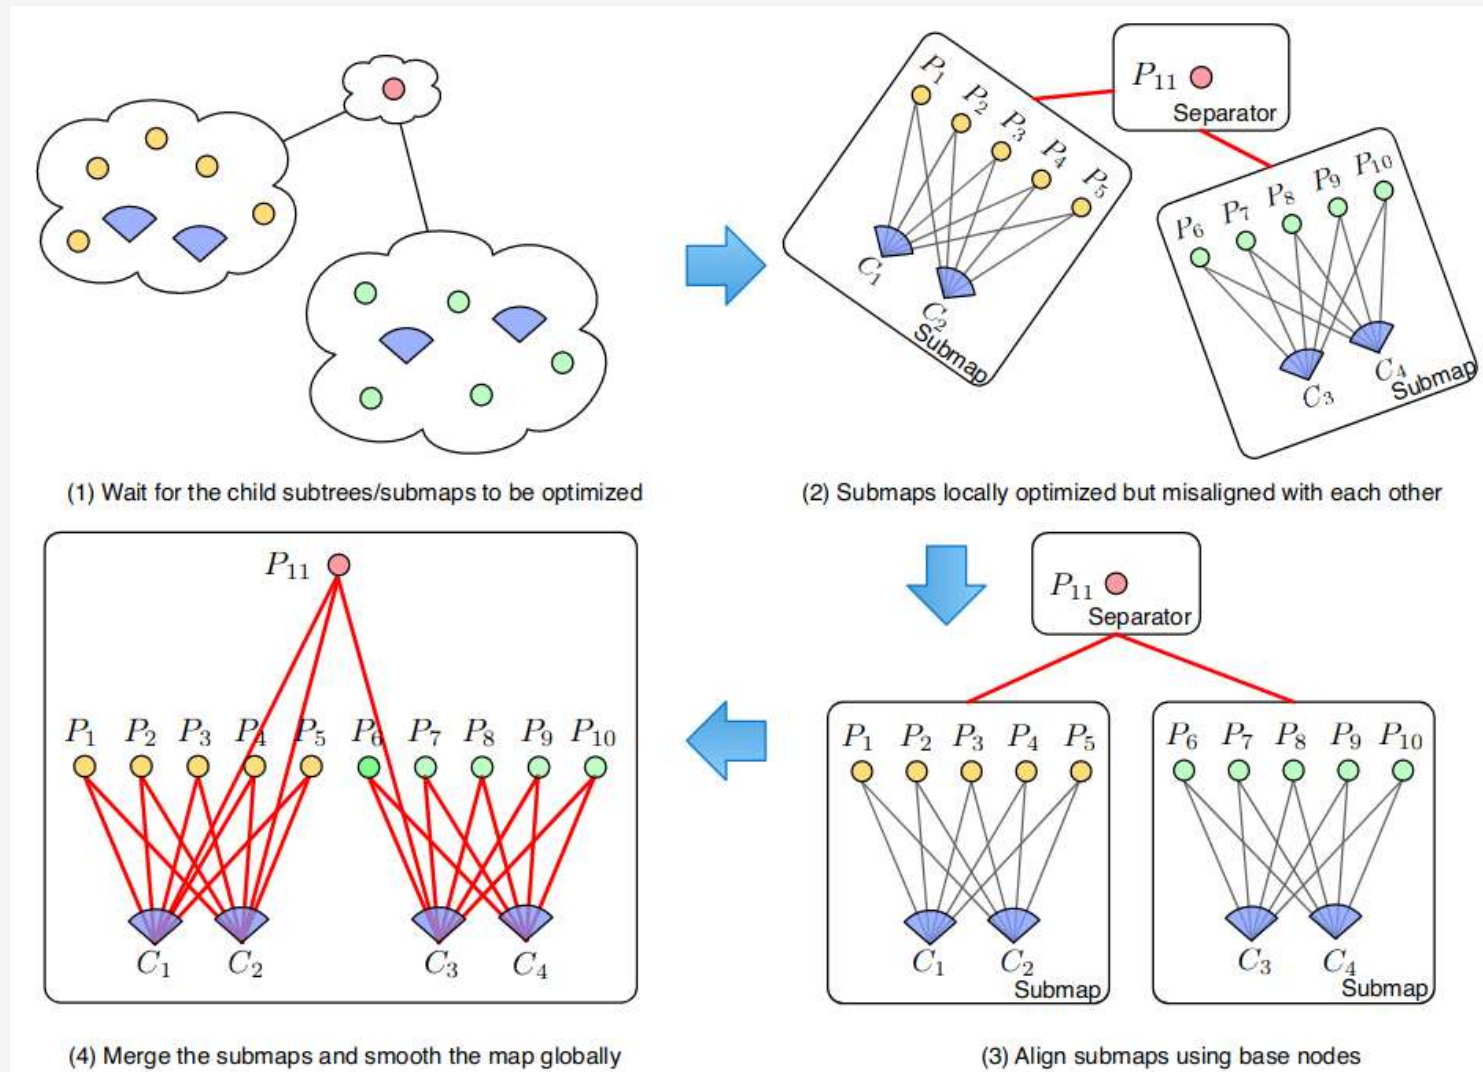 P₁
P₂
P₃
P₄
P₅
C₁
C₂
Submap
P₁₁
Separator
P₆
P₇
P₈
P₉
P₁₀
C₃
C₄
Submap
(1) Wait for the child subtrees/submaps to be optimized
(2) Submaps locally optimized but misaligned with each other
P₁₁
Separator
P₁ P₂ P₃ P₄ P₅
C₁ C₂
Submap
P₆ P₇ P₈ P₉ P₁₀
C₃ C₄
Submap
(3) Align submaps using base nodes
P₁₁
P₁ P₂ P₃ P₄ P₅ P₆ P₇ P₈ P₉ P₁₀
C₁ C₂ C₃ C₄
(4) Merge the submaps and smooth the map globally